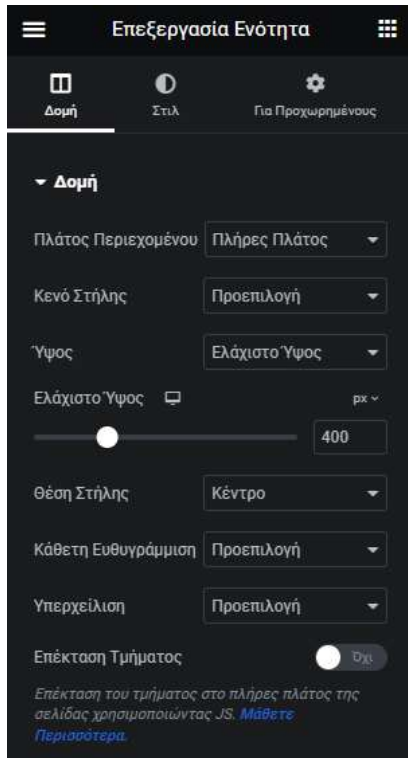 Επεξεργασία Ενότητα
Δομή Στιλ Για Προχωρημένους
Δομή
Πλάτος Περιεχομένου Πλήρες Πλάτος
Κενό Στήλης Προεπιλογή
Ύψος Ελάχιστο Ύψος
Ελάχιστο Ύψος px
400
Θέση Στήλης Κέντρο
Κάθετη Ευθυγράμμιση Προεπιλογή
Υπερχείλιση Προεπιλογή
Επέκταση Τμήματος Όχι
Επέκταση του τμήματος στο πλήρες πλάτος της
σελίδας χρησιμοποιώντας JS. Μάθετε
Περισσότερα.